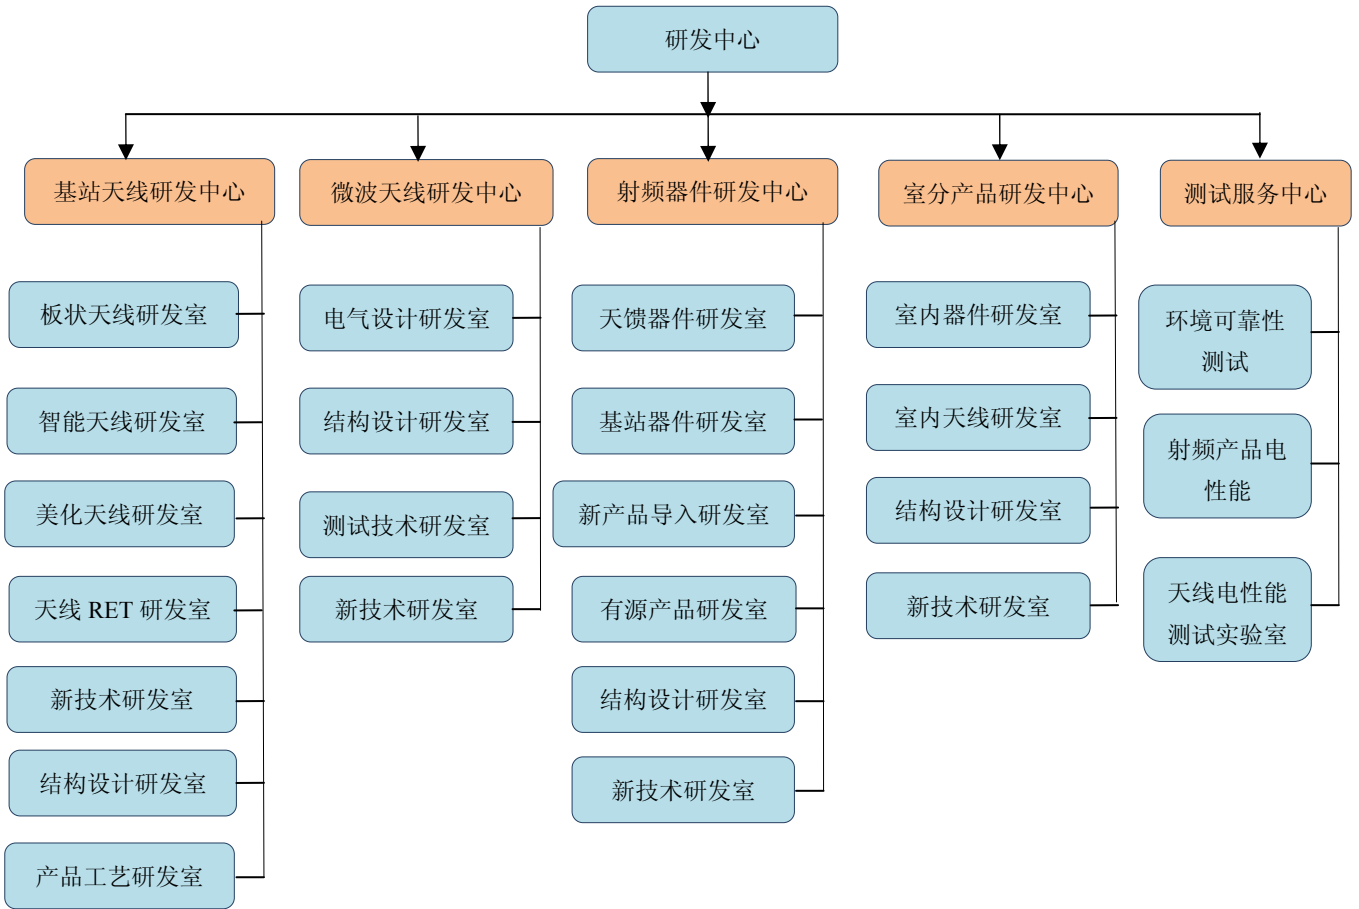 研发中心
基站天线研发中心
微波天线研发中心
射频器件研发中心
室分产品研发中心
测试服务中心
板状天线研发室
智能天线研发室
美化天线研发室
天线 RET 研发室
新技术研发室
结构设计研发室
产品工艺研发室
电气设计研发室
结构设计研发室
测试技术研发室
新技术研发室
天馈器件研发室
基站器件研发室
新产品导入研发室
有源产品研发室
结构设计研发室
新技术研发室
室内器件研发室
室内天线研发室
结构设计研发室
新技术研发室
环境可靠性
测试
射频产品电
性能
天线电性能
测试实验室